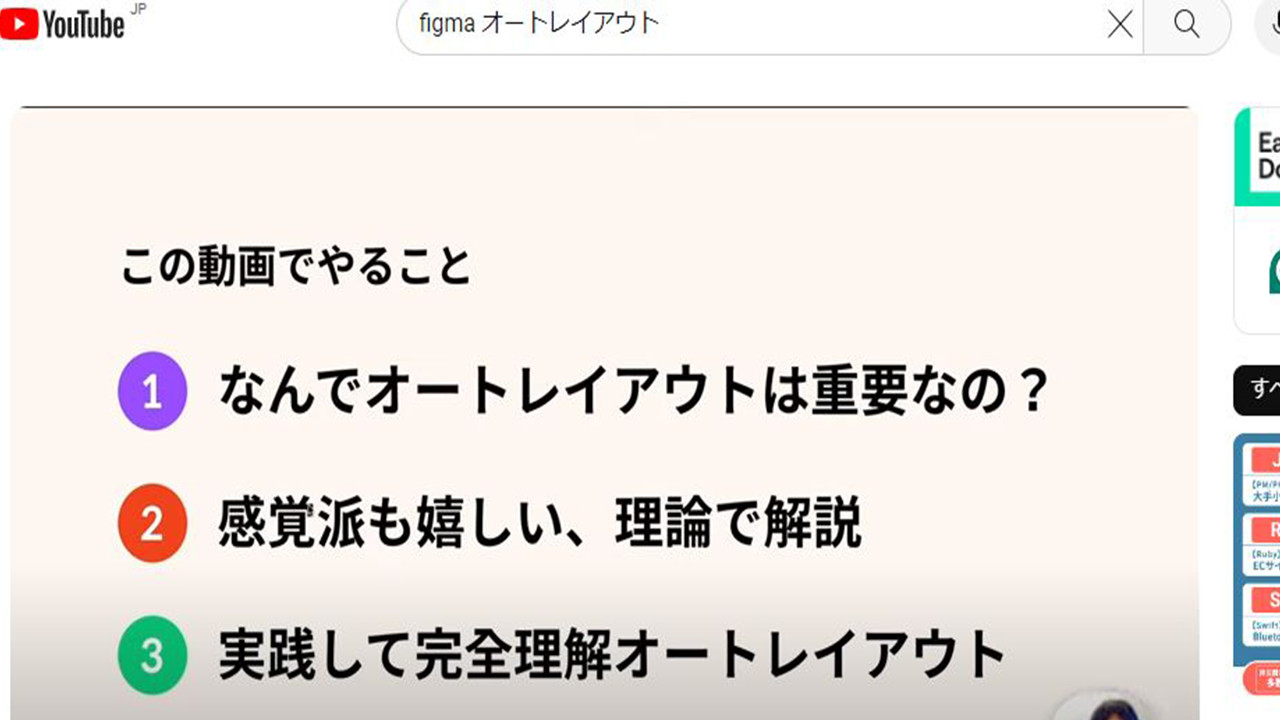 YouTube JP
figma オートレイアウト
この動画でやること
1 なんでオートレイアウトは重要なの？
2 感覚派も嬉しい、理論で解説
3 実践して完全理解オートレイアウト
Ea
Do
すべ
J
【PM/P
大手小
R
【Ruby】
ECサイ
S
【Swift】
Blueto